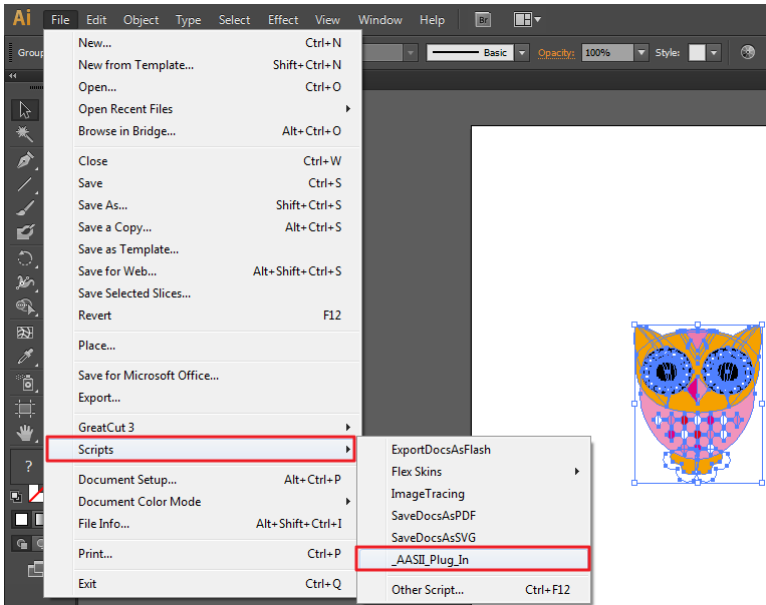 Ai File Edit Object Type Select Effect View Window Help Br
Group
Basic Opacity: 100% Style:
New... Ctrl+N
New from Template... Shift+Ctrl+N
Open... Ctrl+O
Open Recent Files
Browse in Bridge... Alt+Ctrl+O
Close Ctrl+W
Save Ctrl+S
Save As... Shift+Ctrl+S
Save a Copy... Alt+Ctrl+S
Save as Template...
Save for Web... Alt+Shift+Ctrl+S
Save Selected Slices...
Revert F12
Place...
Save for Microsoft Office...
Export...
GreatCut 3
Scripts
Document Setup... Alt+Ctrl+P
Document Color Mode
File Info... Alt+Shift+Ctrl+I
Print... Ctrl+P
Exit Ctrl+Q
ExportDocsAsFlash
Flex Skins
ImageTracing
SaveDocsAsPDF
SaveDocsAsSVG
_AASII_Plug_In
Other Script... Ctrl+F12
?